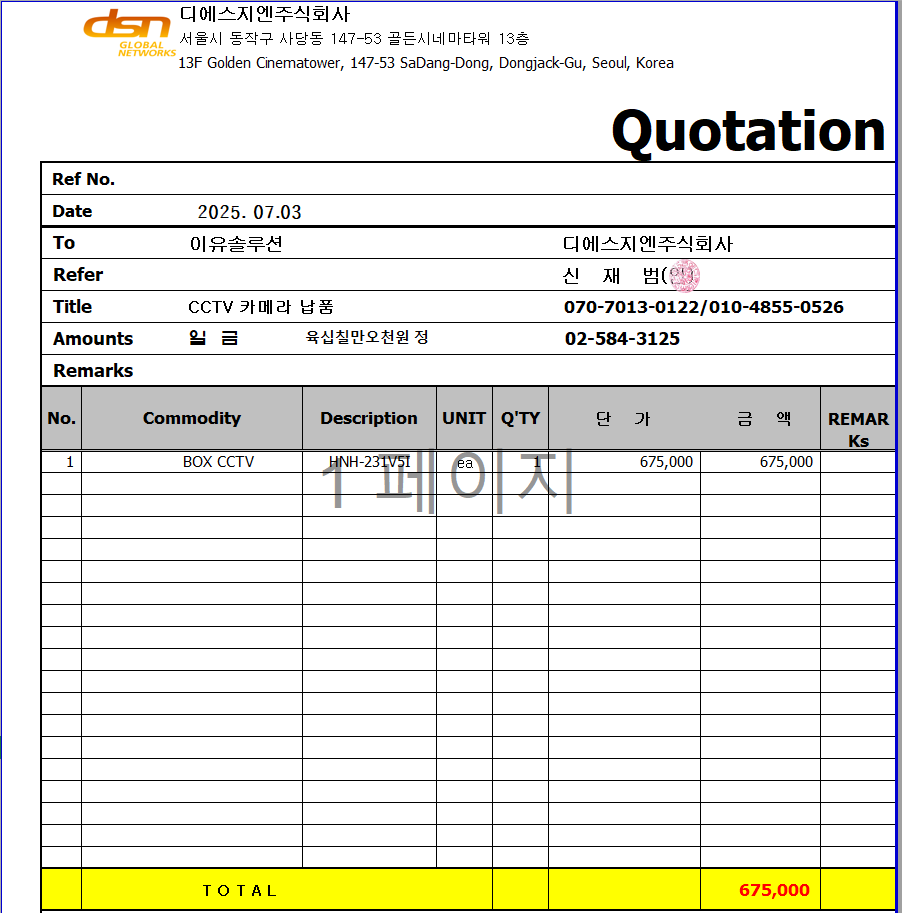 dsn
GLOBAL
NETWORKS
디에스지엔주식회사
서울시 동작구 사당동 147-53 골든시네마타워 13층
13F Golden Cinematower, 147-53 SaDang-Dong, Dongjack-Gu, Seoul, Korea
Quotation
Ref No.
Date 2025. 07.03
To 이유솔루션 디에스지엔주식회사
Refer 신 재 범(인)
Title CCTV 카메라 납품 070-7013-0122/010-4855-0526
Amounts 일 금 육십칠만오천원 정 02-584-3125
Remarks
No. Commodity Description UNIT Q'TY 단 가 금 액 REMAR
Ks
1 BOX CCTV HNH-231V5I ea 1 675,000 675,000
1 페이지
T O T A L 675,000